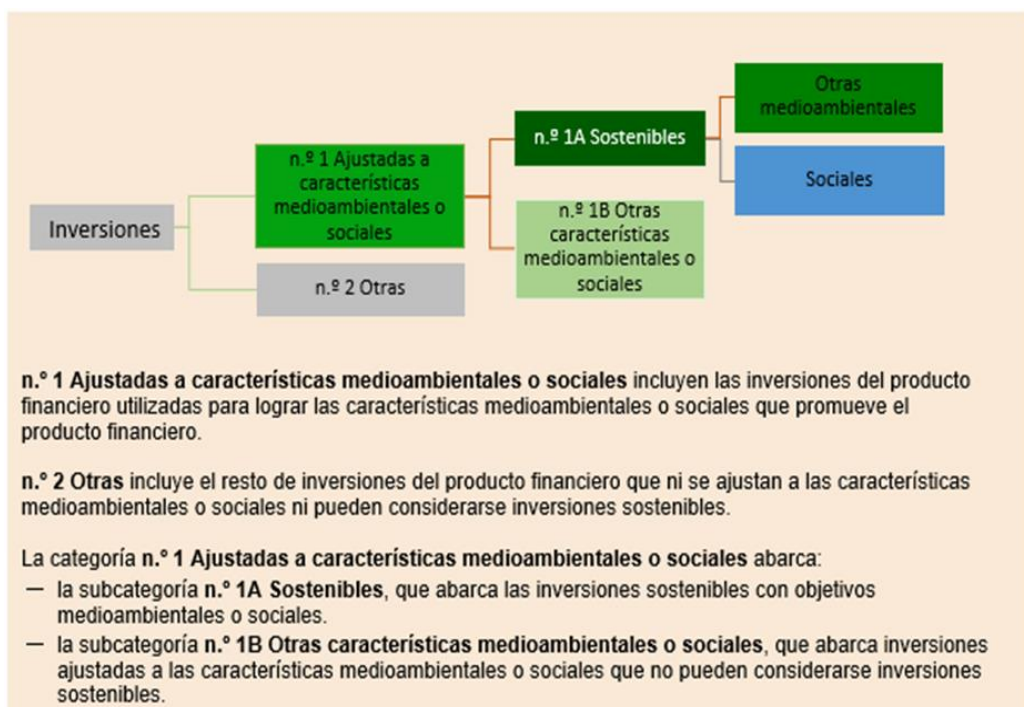 Inversiones
n.º 1 Ajustadas a
características
medioambientales o
sociales
n.º 2 Otras
n.º 1A Sostenibles
n.º 1B Otras
características
medioambientales o
sociales
Otras
medioambientales
Sociales
n.º 1 Ajustadas a características medioambientales o sociales incluyen las inversiones del producto
financiero utilizadas para lograr las características medioambientales o sociales que promueve el
producto financiero.
n.º 2 Otras incluye el resto de inversiones del producto financiero que ni se ajustan a las características
medioambientales o sociales ni pueden considerarse inversiones sostenibles.
La categoría n.º 1 Ajustadas a características medioambientales o sociales abarca:
— la subcategoría n.º 1A Sostenibles, que abarca las inversiones sostenibles con objetivos
medioambientales o sociales.
— la subcategoría n.º 1B Otras características medioambientales o sociales, que abarca inversiones
ajustadas a las características medioambientales o sociales que no pueden considerarse inversiones
sostenibles.